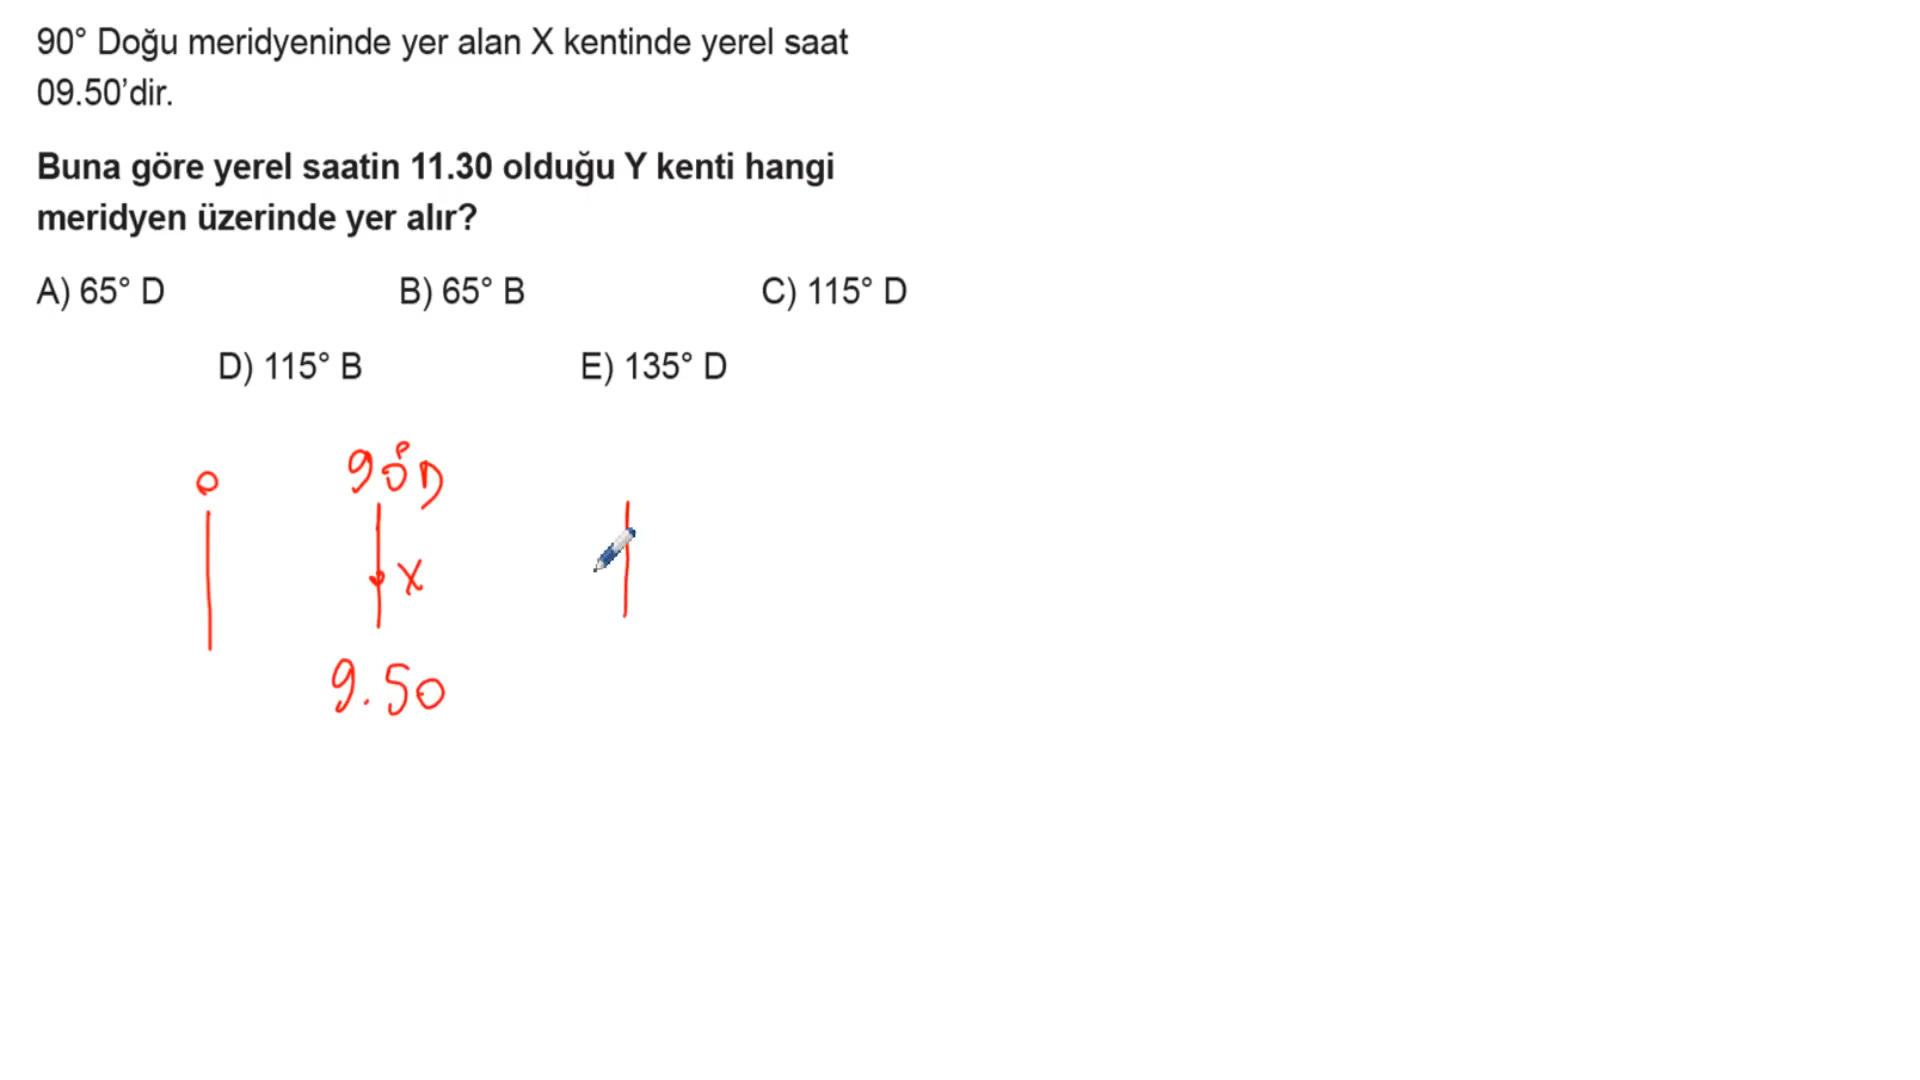 90° Doğu meridyeninde yer alan X kentinde yerel saat
09.50’dir.
Buna göre yerel saatin 11.30 olduğu Y kenti hangi
meridyen üzerinde yer alır?
A) 65° D B) 65° B C) 115° D
D) 115° B E) 135° D
0 90°D
X
9.50